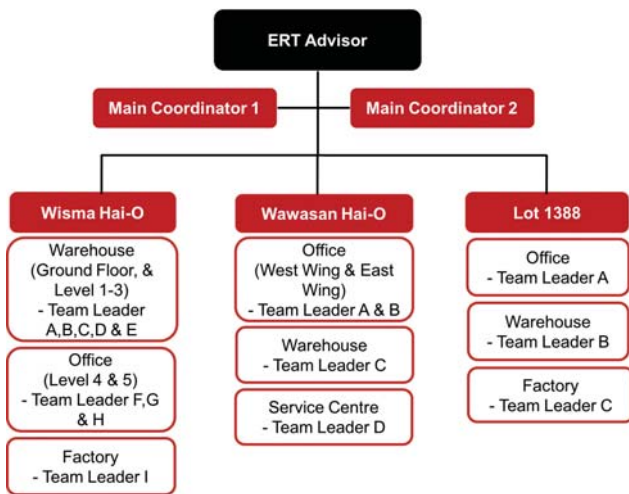 ERT Advisor
Main Coordinator 1
Main Coordinator 2
Wisma Hai-O
Warehouse
(Ground Floor, &
Level 1-3)
- Team Leader
A,B,C,D & E
Office
(Level 4 & 5)
- Team Leader F,G
& H
Factory
- Team Leader I
Wawasan Hai-O
Office
(West Wing & East
Wing)
- Team Leader A & B
Warehouse
- Team Leader C
Service Centre
- Team Leader D
Lot 1388
Office
- Team Leader A
Warehouse
- Team Leader B
Factory
- Team Leader C